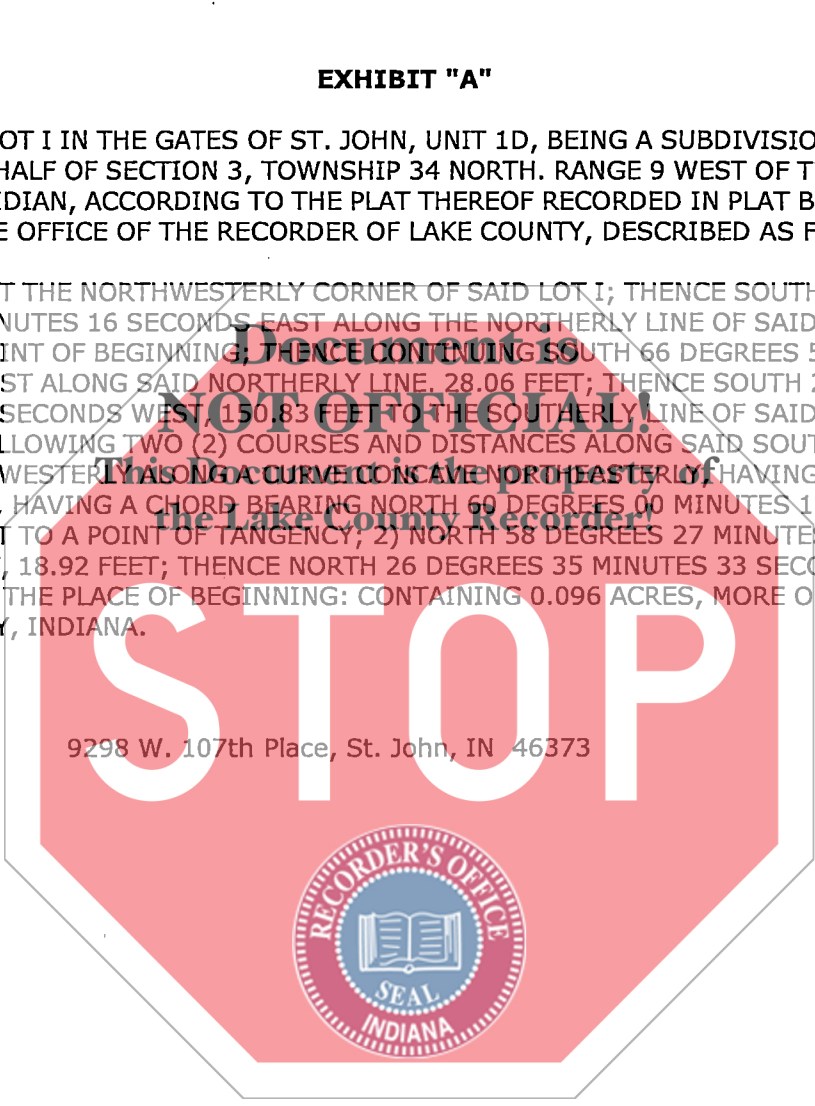 EXHIBIT "A"
OT I IN THE GATES OF ST. JOHN, UNIT 1D, BEING A SUBDIVISIO
HALF OF SECTION 3, TOWNSHIP 34 NORTH. RANGE 9 WEST OF T
IDIAN, ACCORDING TO THE PLAT THEREOF RECORDED IN PLAT B
E OFFICE OF THE RECORDER OF LAKE COUNTY, DESCRIBED AS F
T THE NORTHWESTERLY CORNER OF SAID LOT I; THENCE SOUTH
NUTES 16 SECONDS EAST ALONG THE NORTHERLY LINE OF SAID
INT OF BEGINNING; THENCE CONTINUING SOUTH 66 DEGREES 5
ST ALONG SAID NORTHERLY LINE. 28.06 FEET; THENCE SOUTH 2
SECONDS WEST, 150.83 FEET TO THE SOUTHERLY LINE OF SAID
LLOWING TWO (2) COURSES AND DISTANCES ALONG SAID SOUT
WESTERLY ALONG A CURVE CONCAVE NORTHEASTERLY, HAVING
, HAVING A CHORD BEARING NORTH 60 DEGREES 00 MINUTES 1
T TO A POINT OF TANGENCY; 2) NORTH 58 DEGREES 27 MINUTE
, 18.92 FEET; THENCE NORTH 26 DEGREES 35 MINUTES 33 SECO
THE PLACE OF BEGINNING: CONTAINING 0.096 ACRES, MORE O
Y, INDIANA.
9298 W. 107th Place, St. John, IN 46373
Document is
NOT OFFICIAL!
This Document is the property of
the Lake County Recorder!
STOP
RECORDER'S OFFICE
SEAL
INDIANA